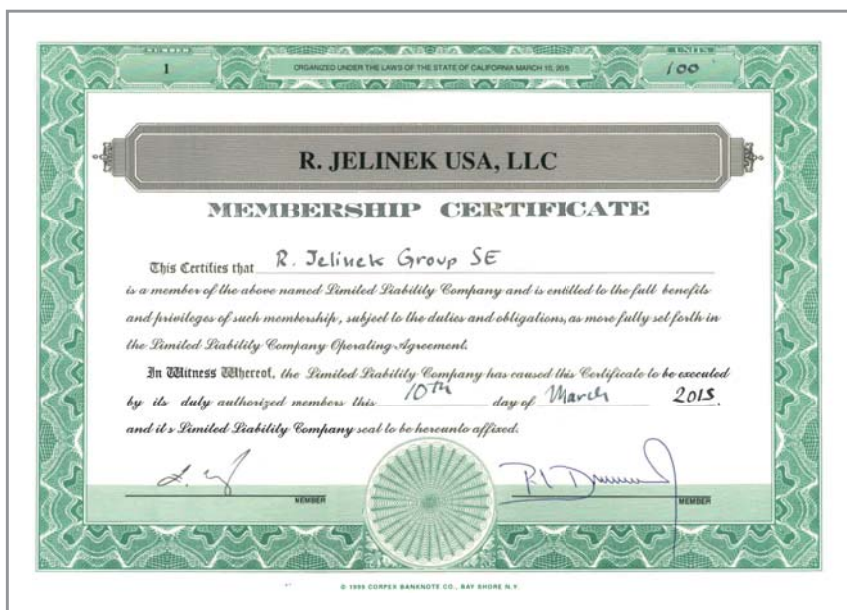 UNITS
1
ORGANIZED UNDER THE LAWS OF THE STATE OF CALIFORNIA MARCH 10, 205
100
R. JELINEK USA, LLC
MEMBERSHIP CERTIFICATE
This Certifies that R. Jelinek Group SE
is a member of the above named Limited Liability Company and is entitled to the full benefits
and privileges of such membership, subject to the duties and obligations, as more fully set forth in
the Limited Liability Company Operating Agreement.
In Witness Whereof, the Limited Liability Company has caused this Certificate to be executed
by its duly authorized members this 10th day of March 2015.
and its Limited Liability Company seal to be hereunto affixed.
MEMBER
MEMBER
© 1999 CORPEX BANKNOTE CO., BAY SHORE N.Y.